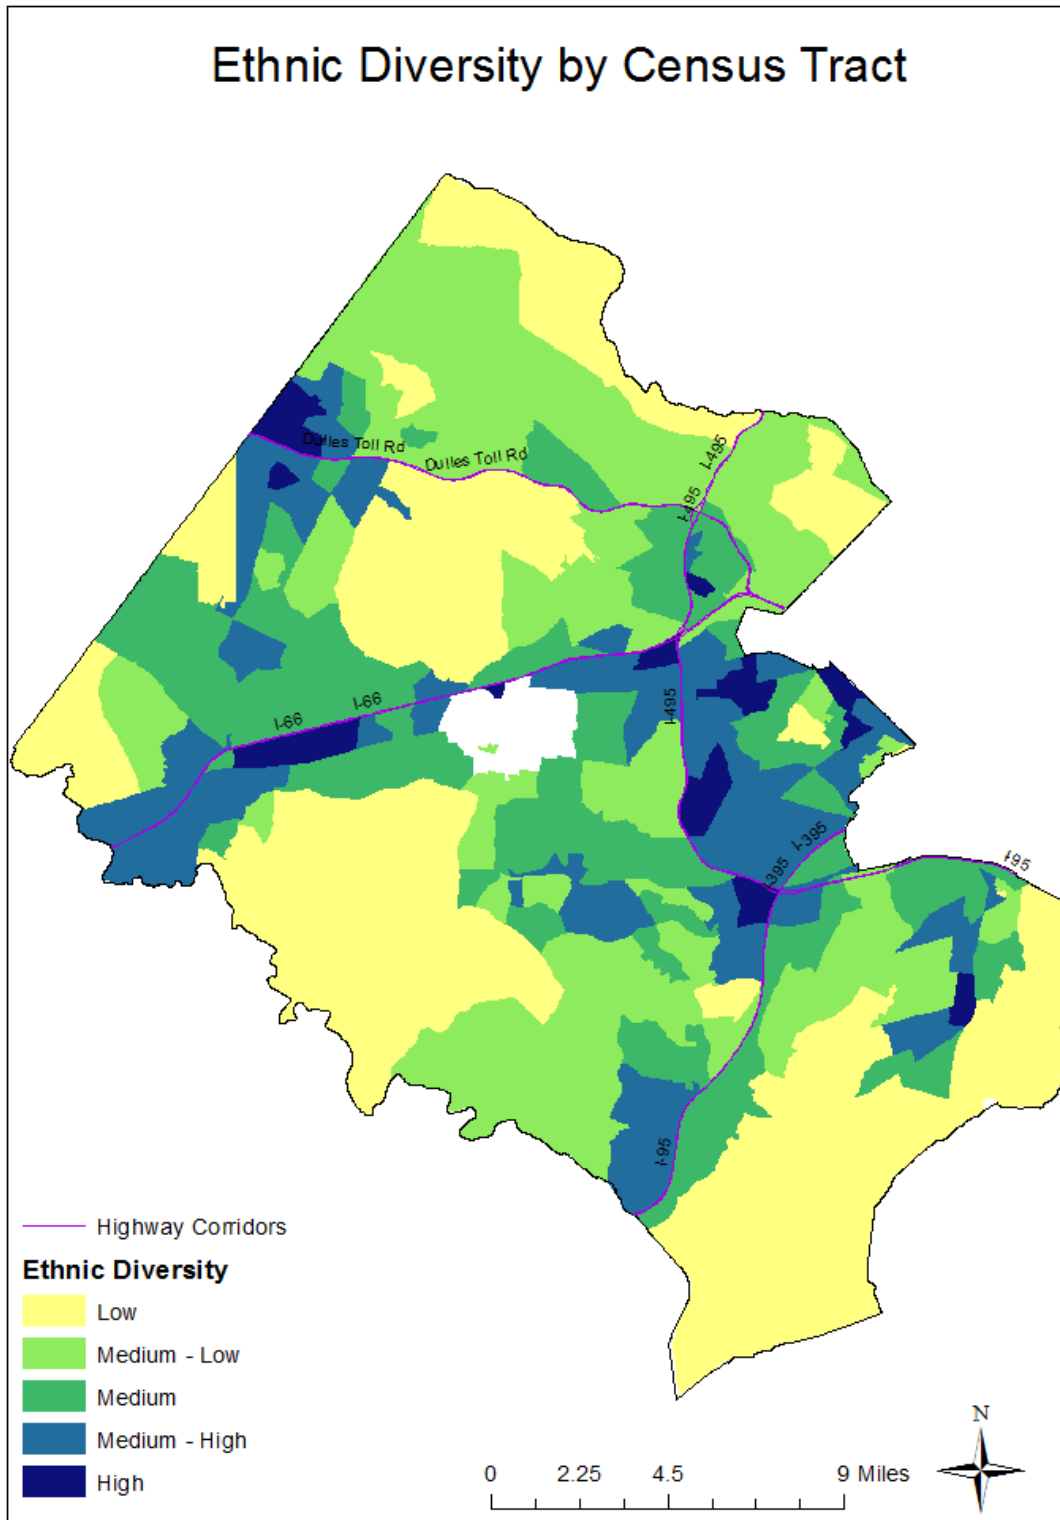 Ethnic Diversity by Census Tract
I-495
Dulles Toll Rd
Dulles Toll Rd
I-495
I-66
I-66
I-495
I-395
I-395
I-95
I-95
Highway Corridors
Ethnic Diversity
Low
Medium - Low
Medium
Medium - High
High
N
0 2.25 4.5 9 Miles